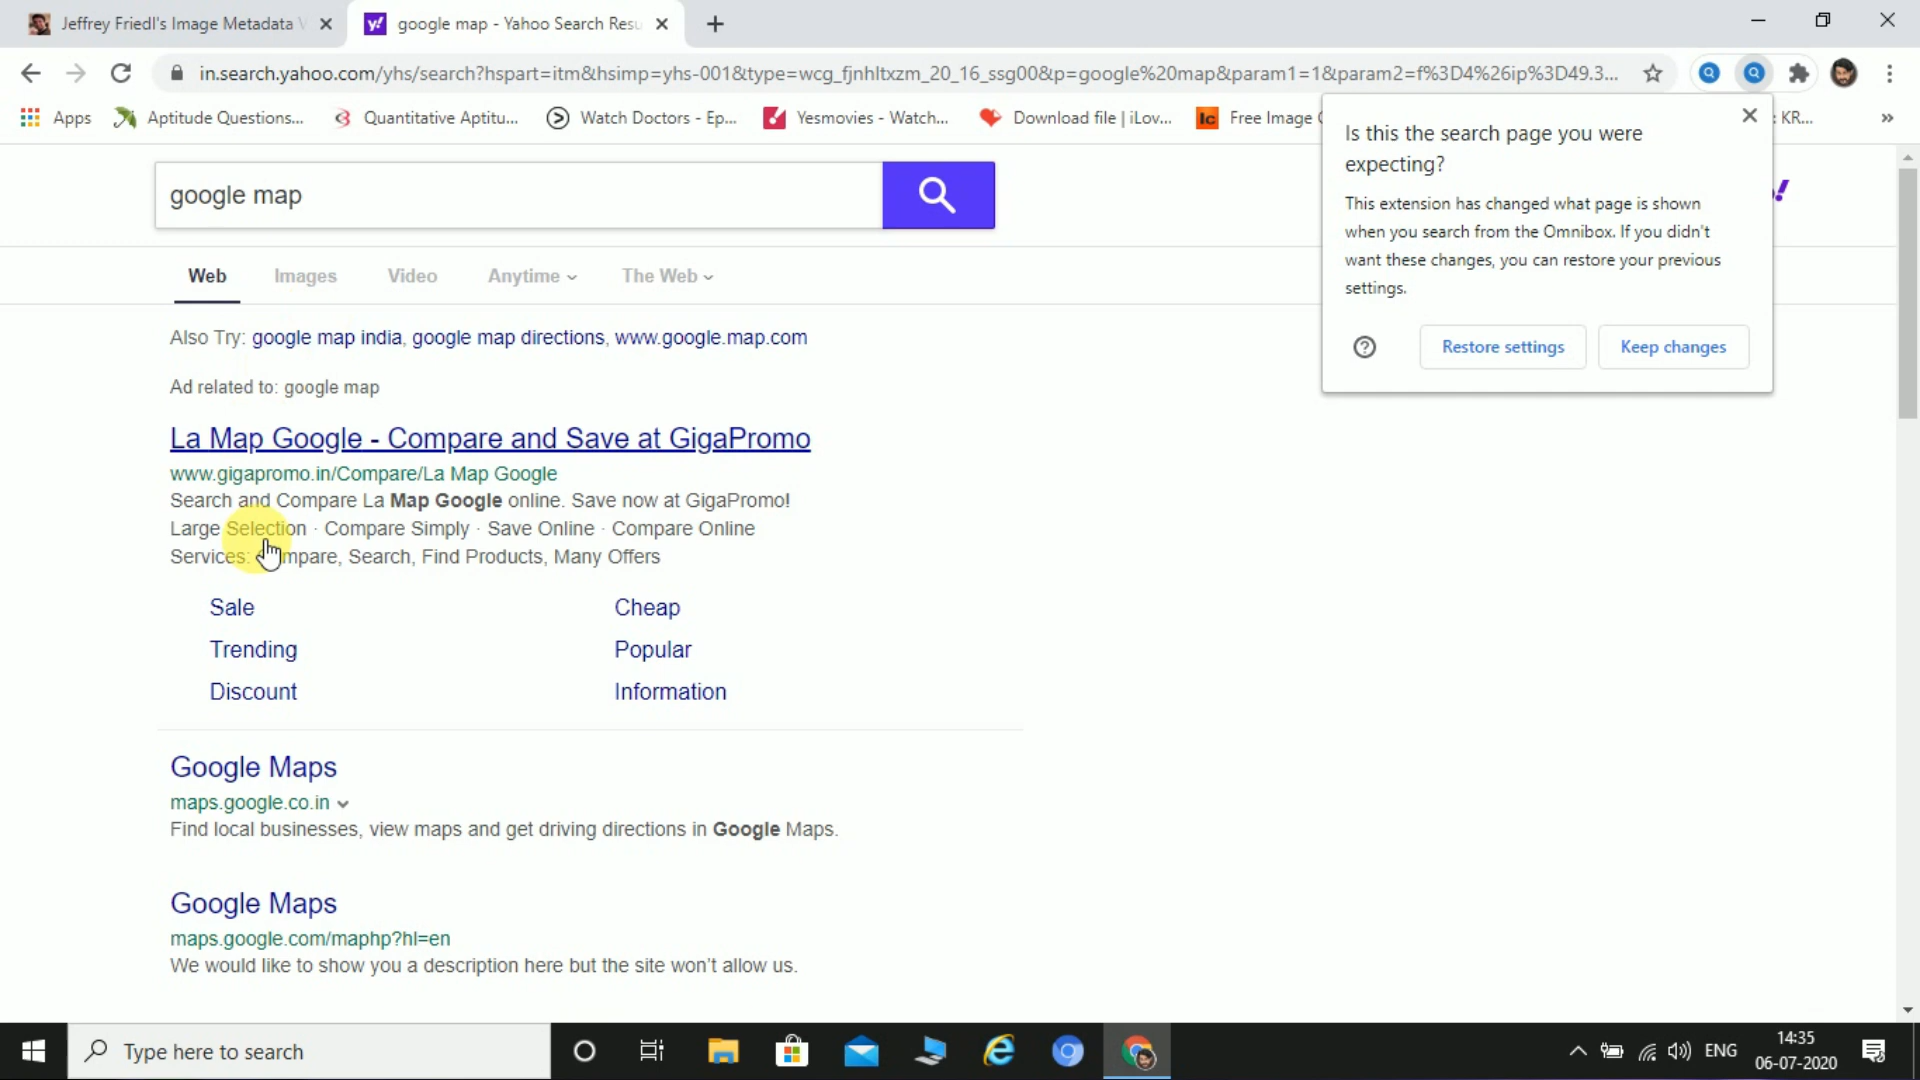 Jeffrey Friedl's Image Metadata
google map - Yahoo Search Resu
in.search.yahoo.com/yhs/search?hspart=itm&hsimp=yhs-001&type=wcg_fjnhltxzm_20_16_ssg00&p=google%20map&param1=1&param2=f%3D4%26ip%3D49.3...
Apps
Aptitude Questions...
Quantitative Aptitu...
Watch Doctors - Ep...
Yesmovies - Watch...
Download file | iLov...
Free Image
: KR...
Is this the search page you were
expecting?
This extension has changed what page is shown
when you search from the Omnibox. If you didn't
want these changes, you can restore your previous
settings.
Restore settings
Keep changes
google map
Web Images Video Anytime The Web
Also Try: google map india, google map directions, www.google.map.com
Ad related to: google map
La Map Google - Compare and Save at GigaPromo
www.gigapromo.in/Compare/La Map Google
Search and Compare La Map Google online. Save now at GigaPromo!
Large Selection · Compare Simply · Save Online · Compare Online
Services: mpare, Search, Find Products, Many Offers
Sale Cheap
Trending Popular
Discount Information
Google Maps
maps.google.co.in
Find local businesses, view maps and get driving directions in Google Maps.
Google Maps
maps.google.com/maphp?hl=en
We would like to show you a description here but the site won't allow us.
Type here to search
ENG
14:35
06-07-2020